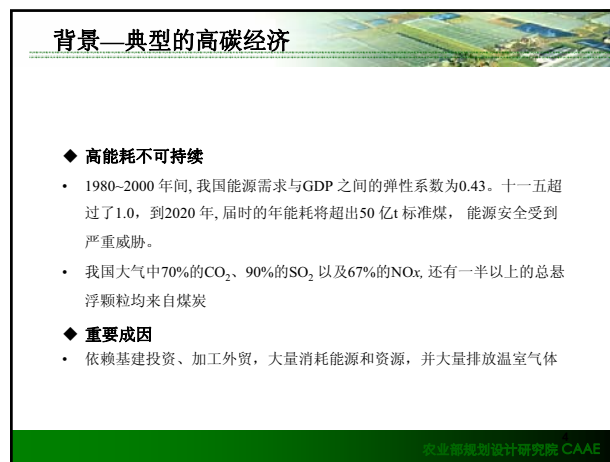 背景—典型的高碳经济
◆ 高能耗不可持续
• 1980~2000 年间, 我国能源需求与GDP 之间的弹性系数为0.43。十一五超
过了1.0，到2020 年, 届时的年能耗将超出50 亿t 标准煤， 能源安全受到
严重威胁。
• 我国大气中70%的CO2、90%的SO2 以及67%的NOx, 还有一半以上的总悬
浮颗粒均来自煤炭
◆ 重要成因
• 依赖基建投资、加工外贸，大量消耗能源和资源，并大量排放温室气体
农业部规划设计研究院 CAAE